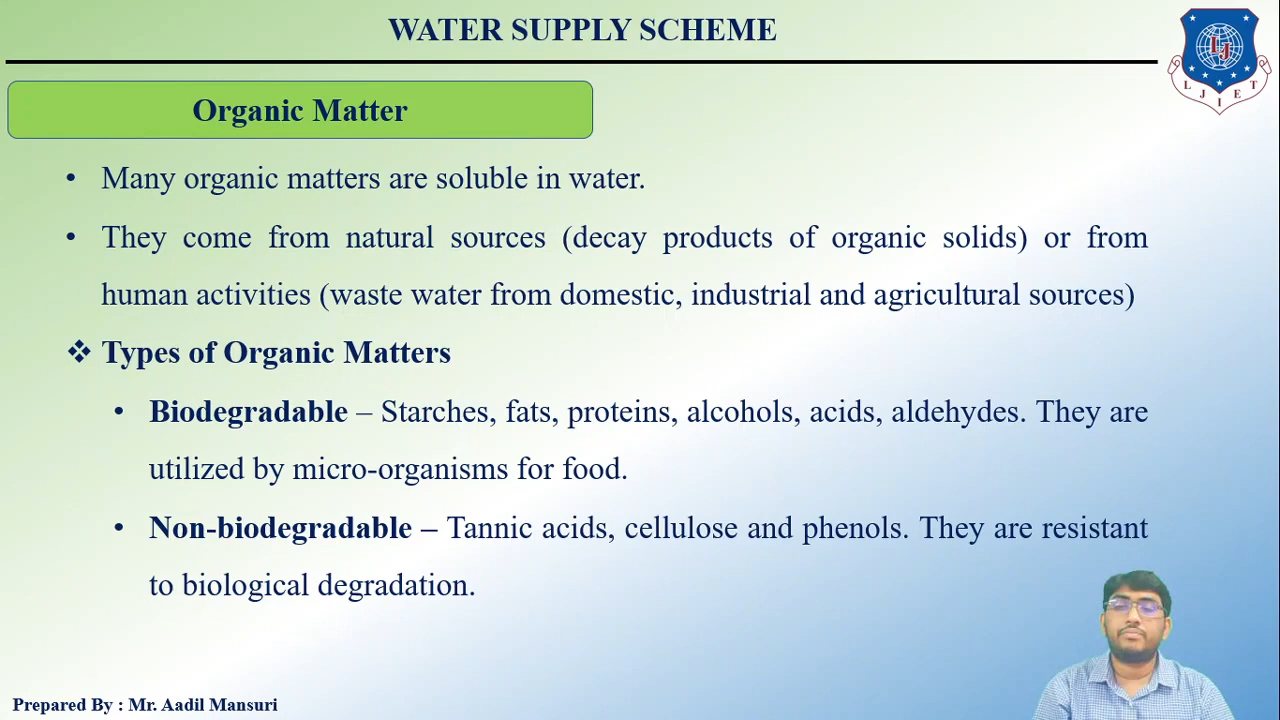 WATER SUPPLY SCHEME
LJIET
Organic Matter
• Many organic matters are soluble in water.
• They come from natural sources (decay products of organic solids) or from
human activities (waste water from domestic, industrial and agricultural sources)
❖ Types of Organic Matters
• Biodegradable – Starches, fats, proteins, alcohols, acids, aldehydes. They are
utilized by micro-organisms for food.
• Non-biodegradable – Tannic acids, cellulose and phenols. They are resistant
to biological degradation.
Prepared By : Mr. Aadil Mansuri